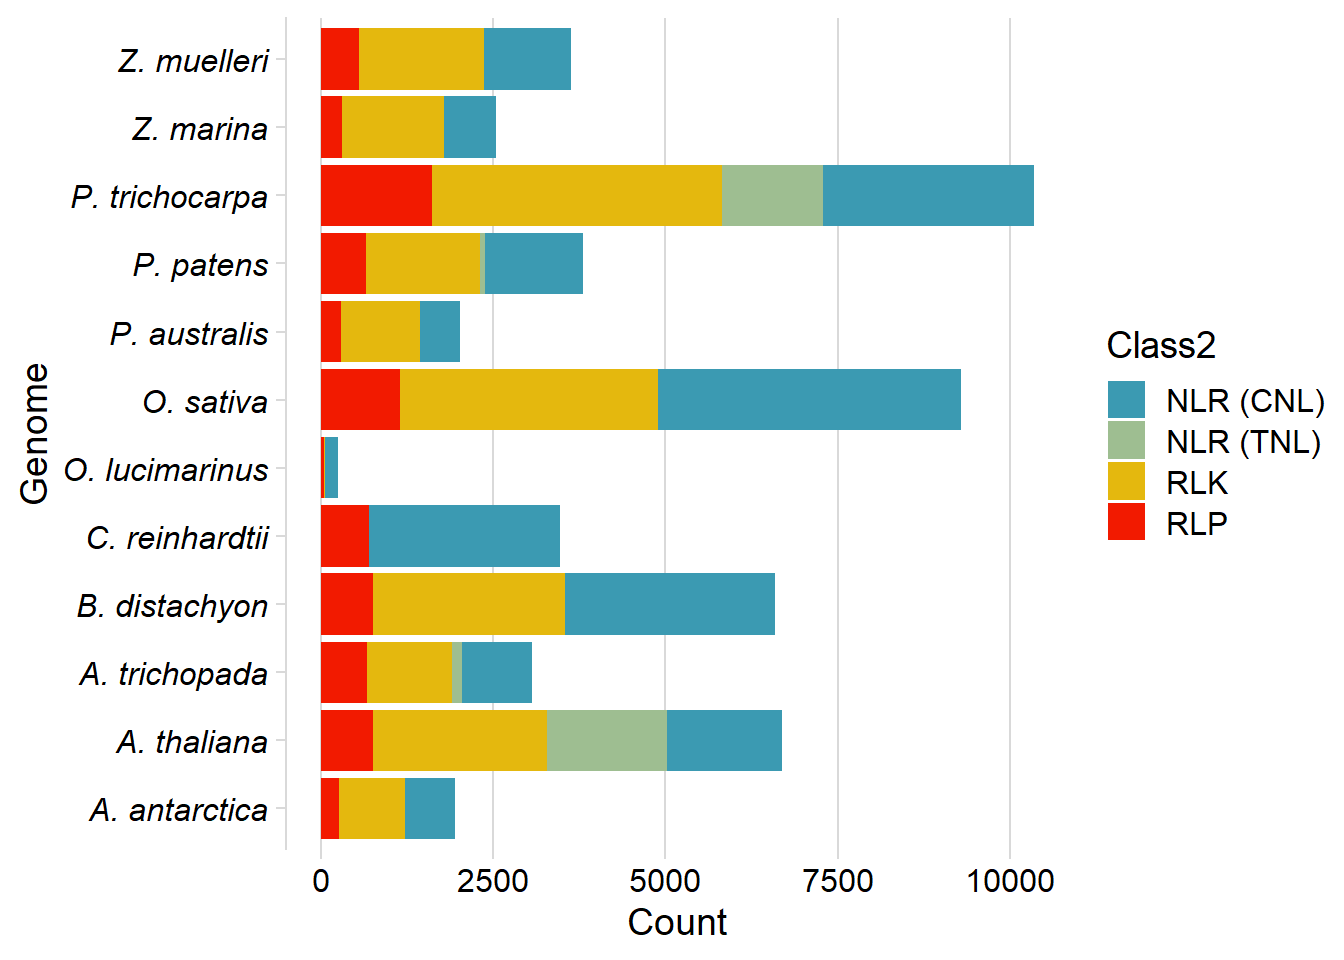 Z. muelleri
Z. marina
P. trichocarpa
P. patens
P. australis
O. sativa
O. lucimarinus
C. reinhardtii
B. distachyon
A. trichopada
A. thaliana
A. antarctica
Genome
0 2500 5000 7500 10000
Count
Class2
NLR (CNL)
NLR (TNL)
RLK
RLP